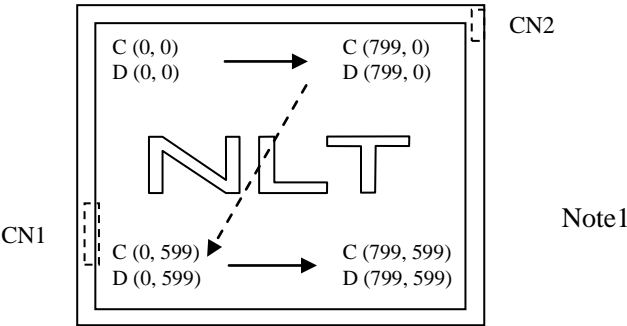 CN2
C (0, 0) C (799, 0)
D (0, 0) D (799, 0)
NLT
Note1
CN1
C (0, 599) C (799, 599)
D (0, 599) D (799, 599)